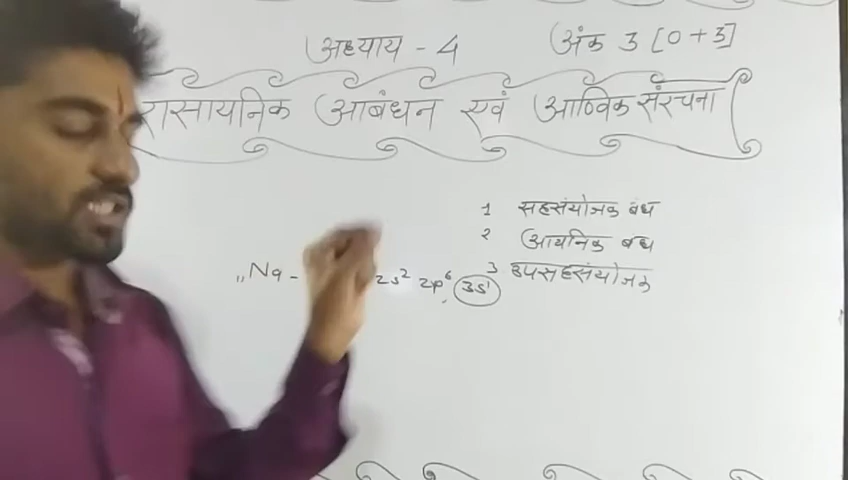 अध्याय - 4 अंक 3 [0+3]
रासायनिक आबंधन एवं आण्विक संरचना
1 सहसंयोजक बंध
2 आयनिक बंध
3 उपसहसंयोजक
11Na - 2s² 2p⁶ 3s¹